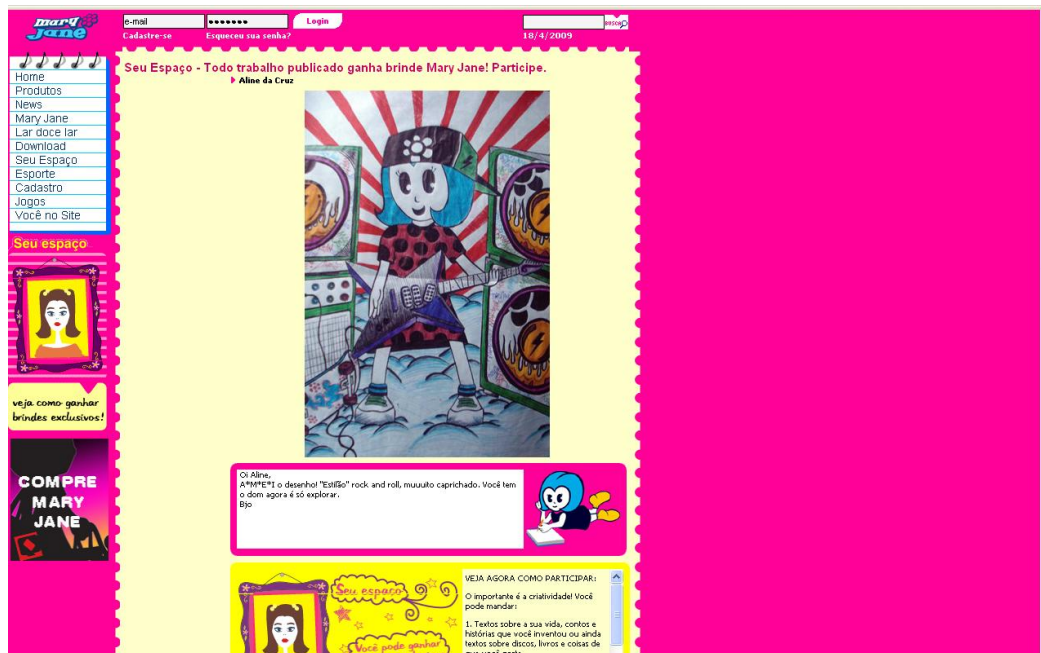 mary
jane
e-mail
•••••••
Login
BUSCA
Cadastre-se
Esqueceu sua senha?
18/4/2009
Home
Produtos
News
Mary Jane
Lar doce lar
Download
Seu Espaço
Esporte
Cadastro
Jogos
Você no Site
Seu espaço
veja como ganhar
brindes exclusivos!
COMPRE
MARY
JANE
Seu Espaço - Todo trabalho publicado ganha brinde Mary Jane! Participe.
Aline da Cruz
Oi Aline,
A*M*E*I o desenho! "Estilão" rock and roll, muuuito caprichado. Você tem
o dom agora é só explorar.
Bjo
Seu espaço
Você pode ganhar
VEJA AGORA COMO PARTICIPAR:
O importante é a criatividade! Você
pode mandar:
1. Textos sobre a sua vida, contos e
histórias que você inventou ou ainda
textos sobre discos, livros e coisas de
que você gosta